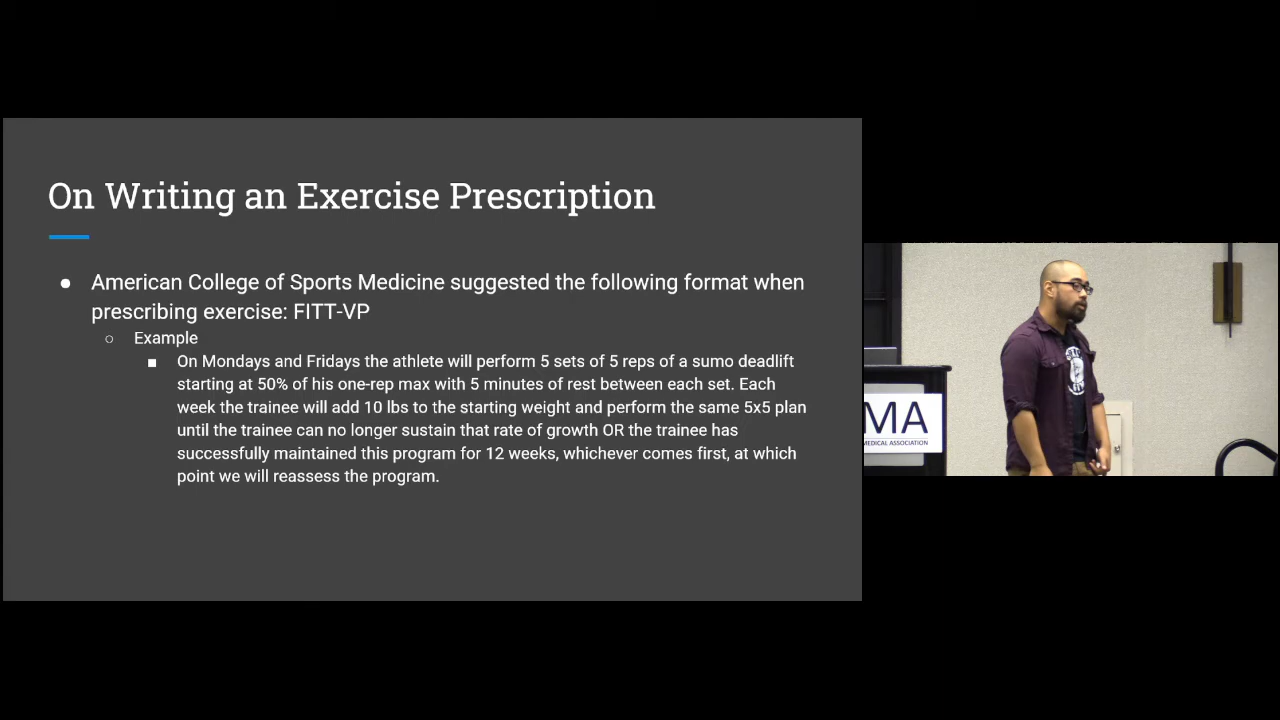 On Writing an Exercise Prescription
● American College of Sports Medicine suggested the following format when
prescribing exercise: FITT-VP
○ Example
■ On Mondays and Fridays the athlete will perform 5 sets of 5 reps of a sumo deadlift
starting at 50% of his one-rep max with 5 minutes of rest between each set. Each
week the trainee will add 10 lbs to the starting weight and perform the same 5x5 plan
until the trainee can no longer sustain that rate of growth OR the trainee has
successfully maintained this program for 12 weeks, whichever comes first, at which
point we will reassess the program.
MA
MEDICAL ASSOCIATION